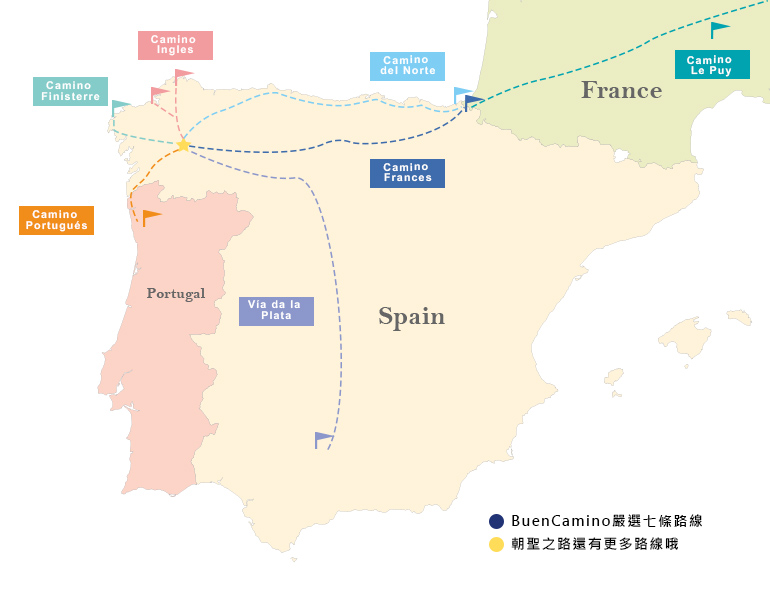 Camino
Ingles
Camino
del Norte
Camino
Le Puy
Camino
Finisterre
France
Camino
Frances
Camino
Portugués
Portugal
Vía da la
Plata
Spain
BuenCamino嚴選七條路線
朝聖之路還有更多路線哦